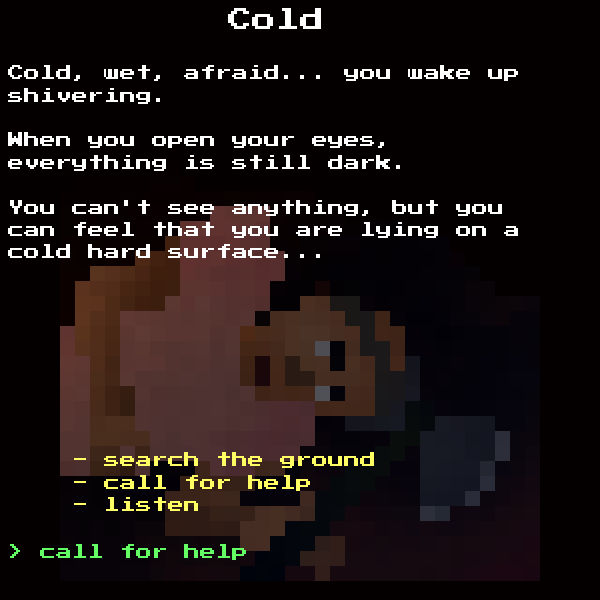 Cold
Cold, wet, afraid... you wake up
shivering.
When you open your eyes,
everything is still dark.
You can't see anything, but you
can feel that you are lying on a
cold hard surface...
- search the ground
- call for help
- listen
> call for help